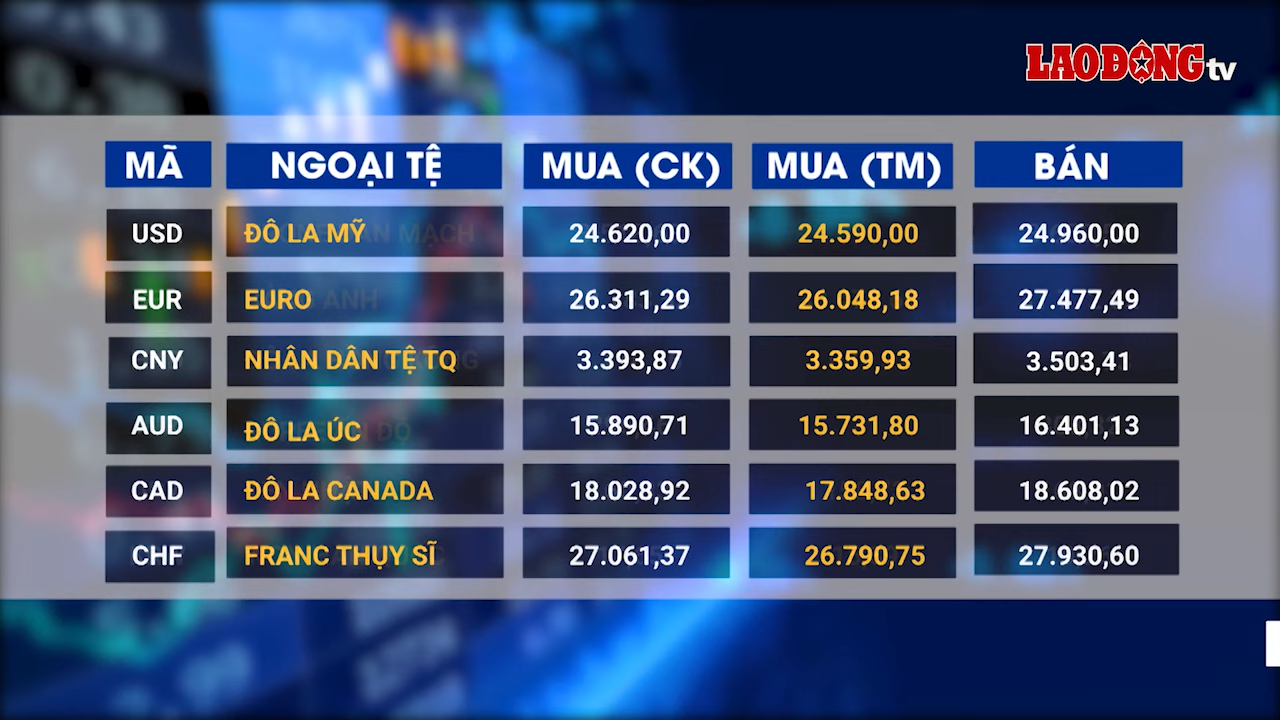 LAO ĐỘNG tv
MÃ NGOẠI TỆ MUA (CK) MUA (TM) BÁN
USD ĐÔ LA MỸ 24.620,00 24.590,00 24.960,00
EUR EURO 26.311,29 26.048,18 27.477,49
CNY NHÂN DÂN TỆ TQ 3.393,87 3.359,93 3.503,41
AUD ĐÔ LA ÚC 15.890,71 15.731,80 16.401,13
CAD ĐÔ LA CANADA 18.028,92 17.848,63 18.608,02
CHF FRANC THỤY SĨ 27.061,37 26.790,75 27.930,60